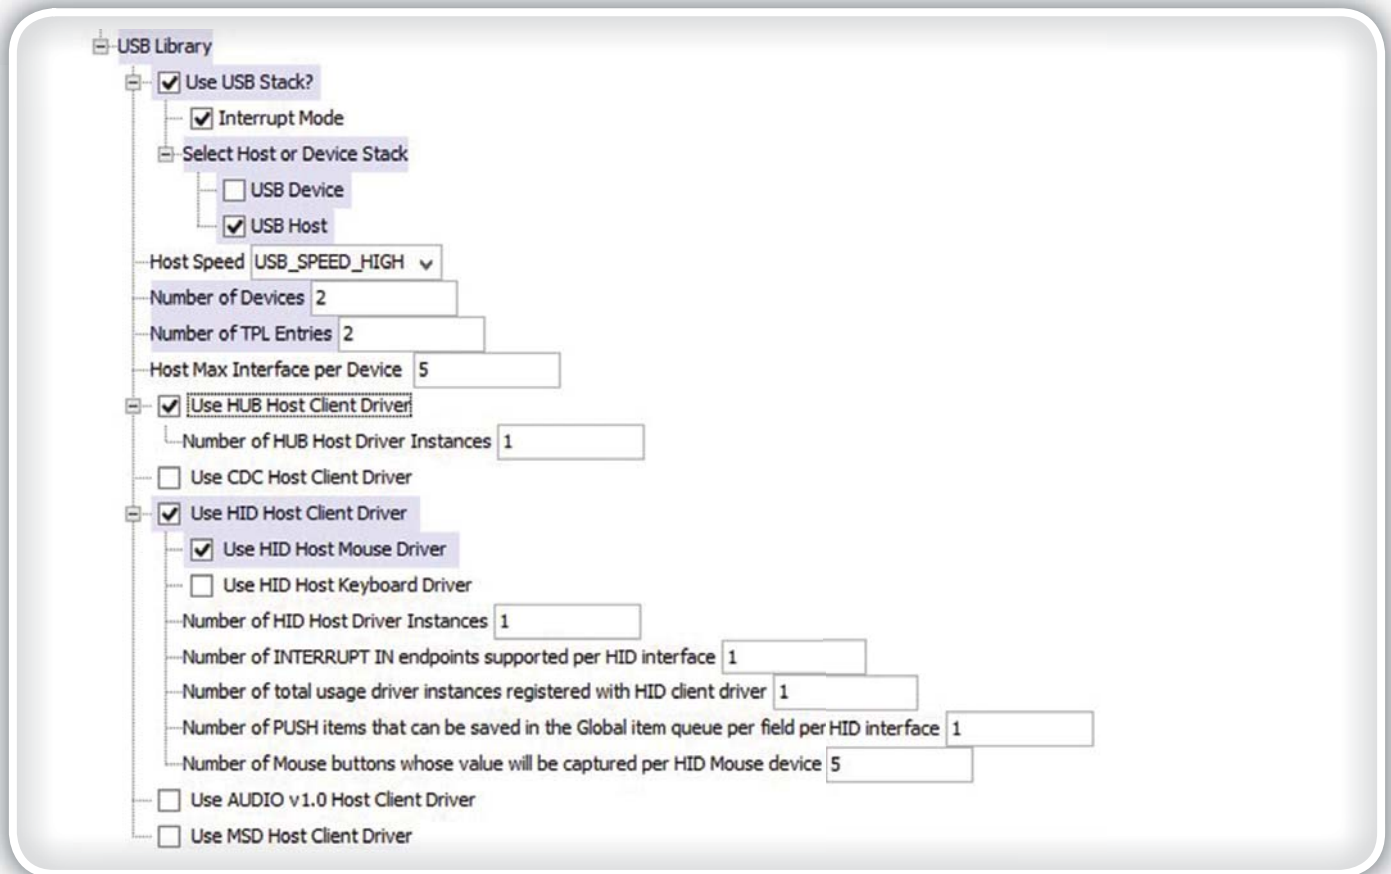 USB Library
Use USB Stack?
Interrupt Mode
Select Host or Device Stack
USB Device
USB Host
Host Speed USB_SPEED_HIGH
Number of Devices 2
Number of TPL Entries 2
Host Max Interface per Device 5
Use HUB Host Client Driver
Number of HUB Host Driver Instances 1
Use CDC Host Client Driver
Use HID Host Client Driver
Use HID Host Mouse Driver
Use HID Host Keyboard Driver
Number of HID Host Driver Instances 1
Number of INTERRUPT IN endpoints supported per HID interface 1
Number of total usage driver instances registered with HID client driver 1
Number of PUSH items that can be saved in the Global item queue per field per HID interface 1
Number of Mouse buttons whose value will be captured per HID Mouse device 5
Use AUDIO v1.0 Host Client Driver
Use MSD Host Client Driver